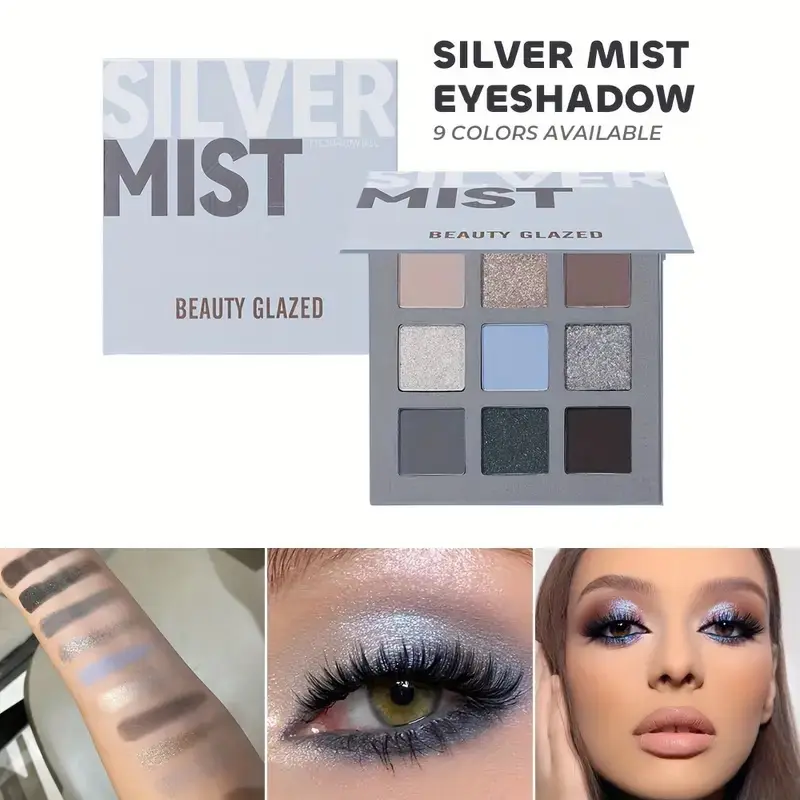 SILVER
MIST
BEAUTY GLAZED
SILVER MIST
EYESHADOW
9 COLORS AVAILABLE
SILVER
MIST
BEAUTY GLAZED